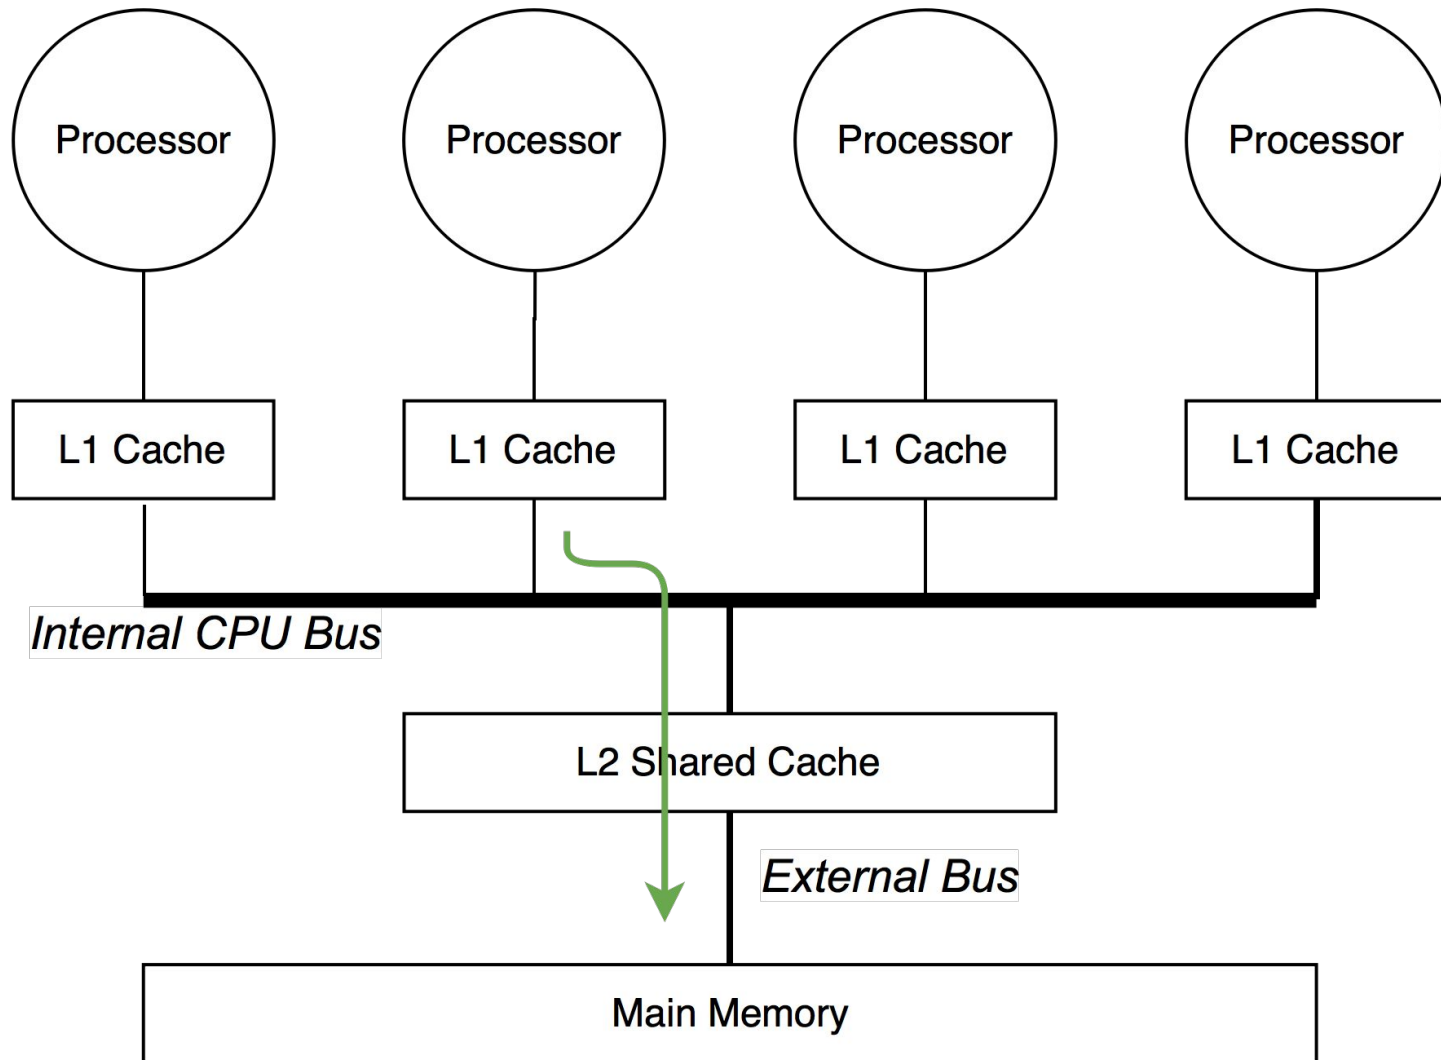 Processor
Processor
Processor
Processor
L1 Cache
L1 Cache
L1 Cache
L1 Cache
Internal CPU Bus
L2 Shared Cache
External Bus
Main Memory